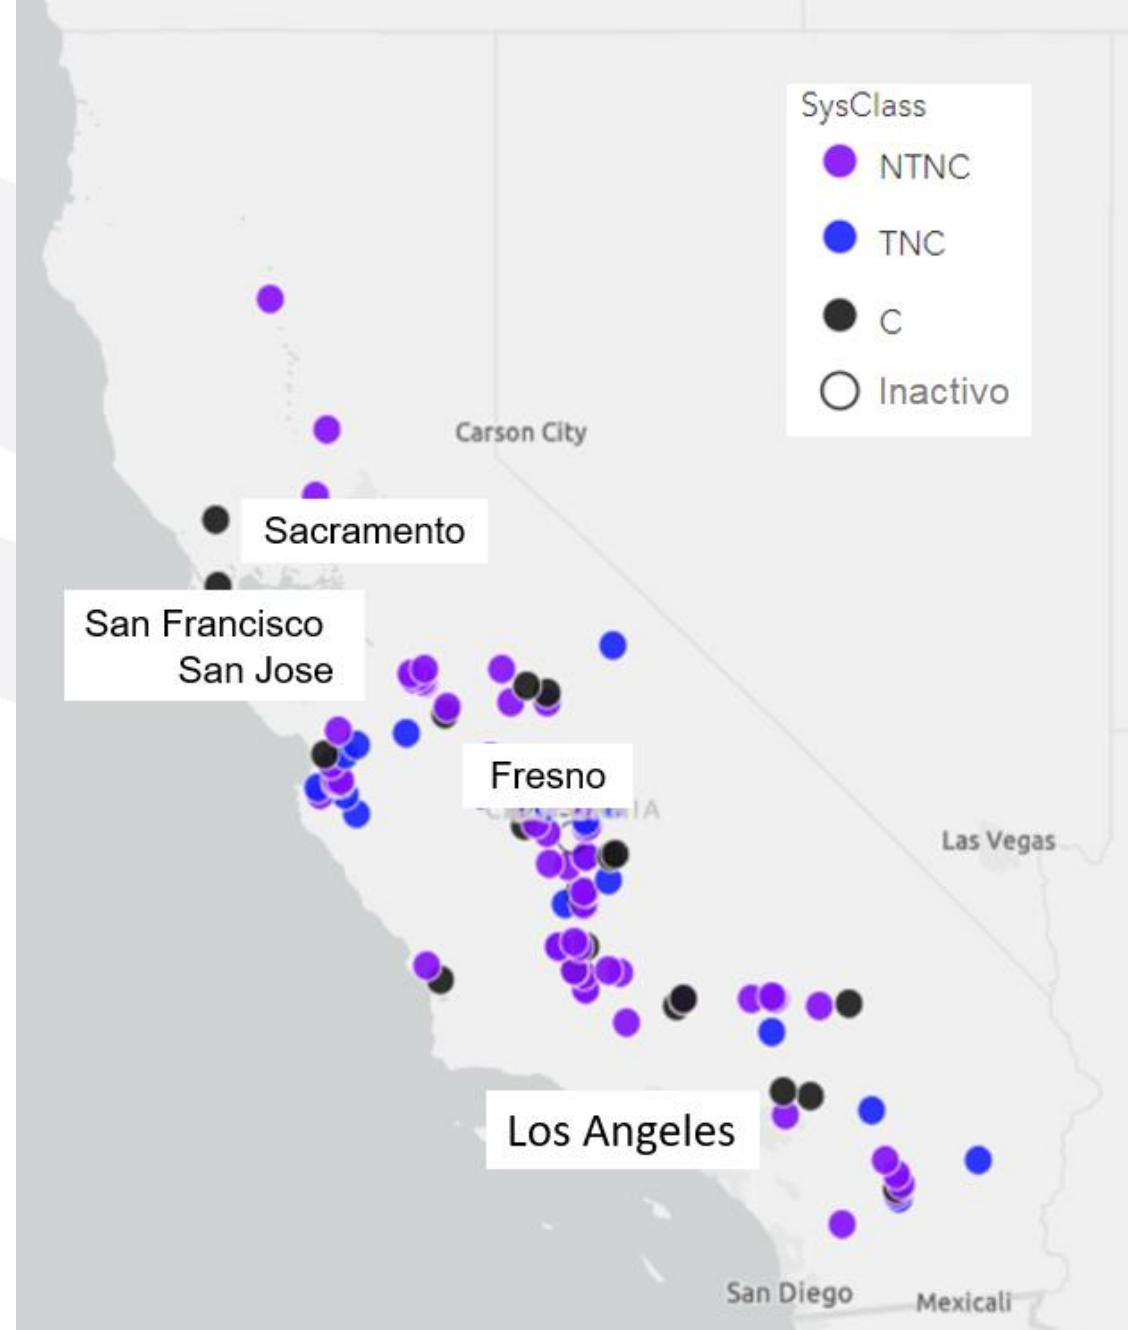 SysClass
NTNC
TNC
C
Inactivo
Carson City
Sacramento
San Francisco
San Jose
Fresno
Las Vegas
Los Angeles
San Diego
Mexicali